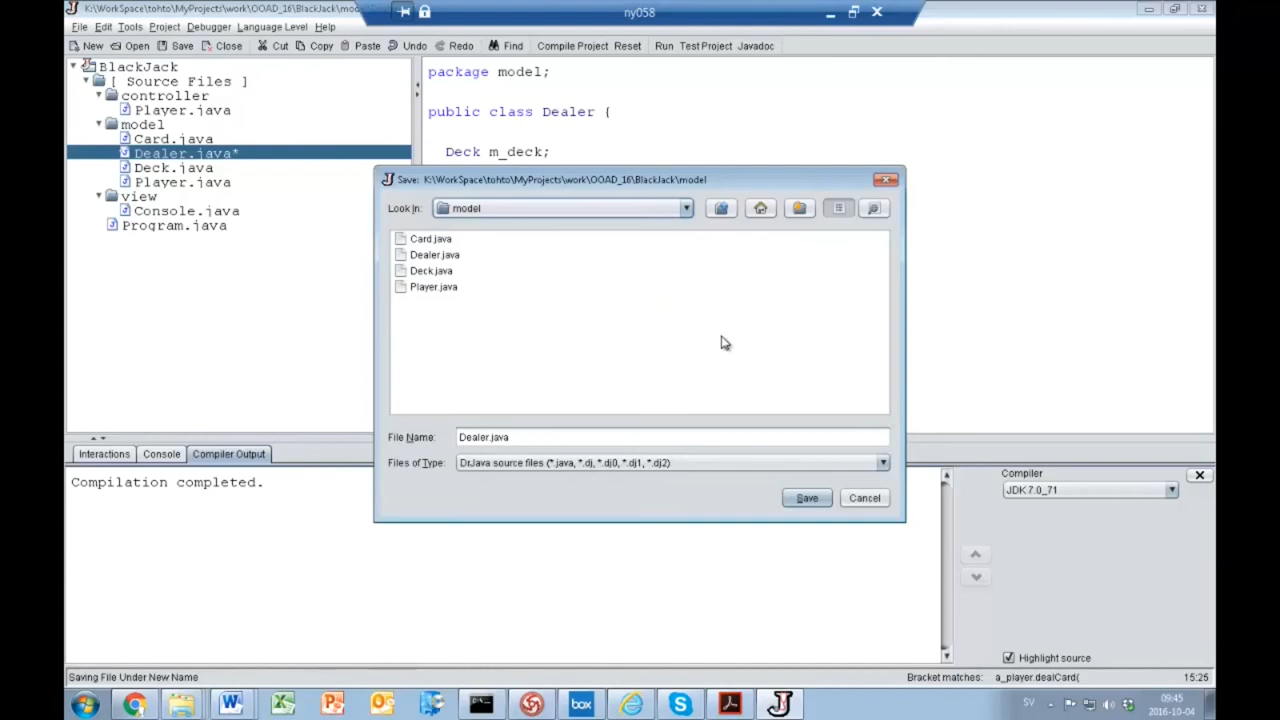 K:\WorkSpace\tohto\MyProjects\work\OOAD_16\BlackJack\mod
ny058
File Edit Tools Project Debugger Language Level Help
New Open Save Close Cut Copy Paste Undo Redo Find Compile Project Reset Run Test Project Javadoc
BlackJack
[ Source Files ]
controller
Player.java
model
Card.java
Dealer.java*
Deck.java
Player.java
view
Console.java
Program.java
package model;
public class Dealer {
Deck m_deck;
Save: K:\WorkSpace\tohto\MyProjects\work\OOAD_16\BlackJack\model
Look In: model
Card.java
Dealer.java
Deck.java
Player.java
File Name: Dealer.java
Files of Type: DrJava source files (*.java, *.dj, *.dj0, *.dj1, *.dj2)
Save Cancel
Interactions Console Compiler Output
Compilation completed.
Compiler
JDK 7.0_71
Highlight source
Saving File Under New Name
Bracket matches: a_player.dealCard(
15:25
box
SV
09:45
2016-10-04